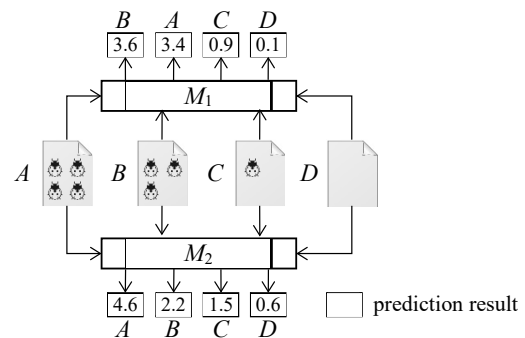 B A C D
3.6 3.4 0.9 0.1
M₁
A B C D
M₂
4.6 2.2 1.5 0.6
A B C D
prediction result